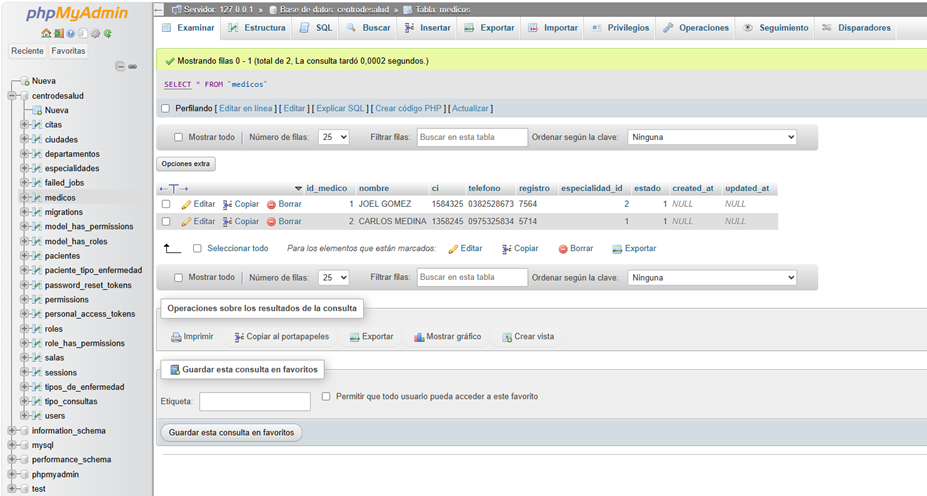 phpMyAdmin
Reciente Favoritas
Nueva
centrodesalud
Nueva
citas
ciudades
departamentos
especialidades
failed_jobs
medicos
migrations
model_has_permissions
model_has_roles
pacientes
paciente_tipo_enfermedad
password_reset_tokens
permissions
personal_access_tokens
roles
role_has_permissions
salas
sessions
tipos_de_enfermedad
tipo_consultas
users
information_schema
mysql
performance_schema
phpmyadmin
test
Servidor: 127.0.0.1 » Base de datos: centrodesalud » Tabla: medicos
Examinar Estructura SQL Buscar Insertar Exportar Importar Privilegios Operaciones Seguimiento Disparadores
Mostrando filas 0 - 1 (total de 2, La consulta tardó 0,0002 segundos.)
SELECT * FROM `medicos`
Perfilando [ Editar en línea ] [ Editar ] [ Explicar SQL ] [ Crear código PHP ] [ Actualizar ]
Mostrar todo Número de filas: 25 Filtrar filas: Buscar en esta tabla Ordenar según la clave: Ninguna
Opciones extra
←T→ id_medico nombre ci telefono registro especialidad_id estado created_at updated_at
Editar Copiar Borrar 1 JOEL GOMEZ 1584325 0382528673 7564 2 1 NULL NULL
Editar Copiar Borrar 2 CARLOS MEDINA 1358245 0975325834 5714 1 1 NULL NULL
Seleccionar todo Para los elementos que están marcados: Editar Copiar Borrar Exportar
Mostrar todo Número de filas: 25 Filtrar filas: Buscar en esta tabla Ordenar según la clave: Ninguna
Operaciones sobre los resultados de la consulta
Imprimir Copiar al portapapeles Exportar Mostrar gráfico Crear vista
Guardar esta consulta en favoritos
Etiqueta: Permitir que todo usuario pueda acceder a este favorito
Guardar esta consulta en favoritos